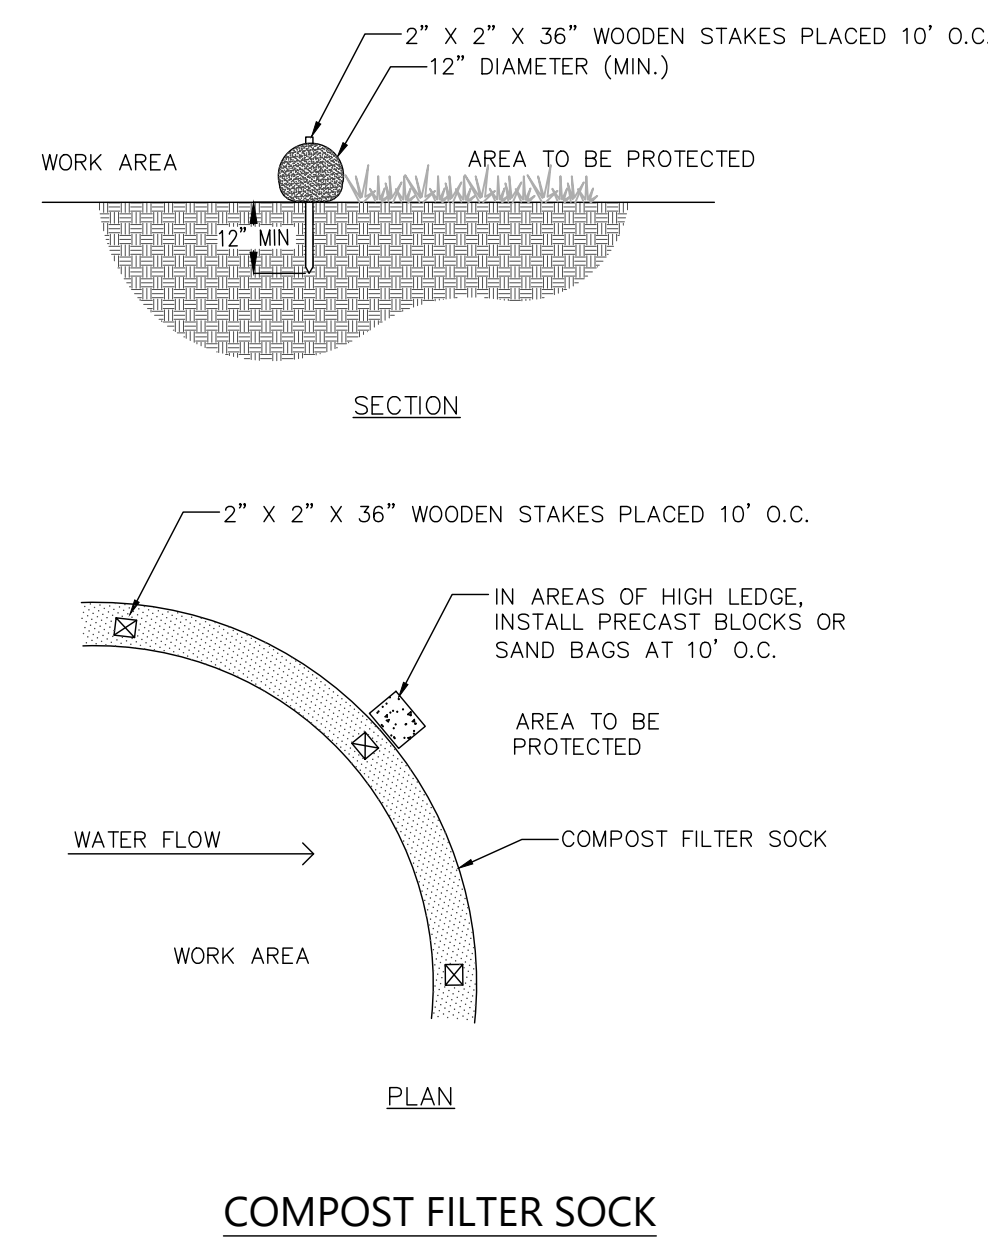 2” X 2” X 36” WOODEN STAKES PLACED 10’ O.C.
12” DIAMETER (MIN.)
WORK AREA
AREA TO BE PROTECTED
12” MIN
SECTION
2” X 2” X 36” WOODEN STAKES PLACED 10’ O.C.
IN AREAS OF HIGH LEDGE,
INSTALL PRECAST BLOCKS OR
SAND BAGS AT 10’ O.C.
AREA TO BE
PROTECTED
WATER FLOW
COMPOST FILTER SOCK
WORK AREA
PLAN
COMPOST FILTER SOCK